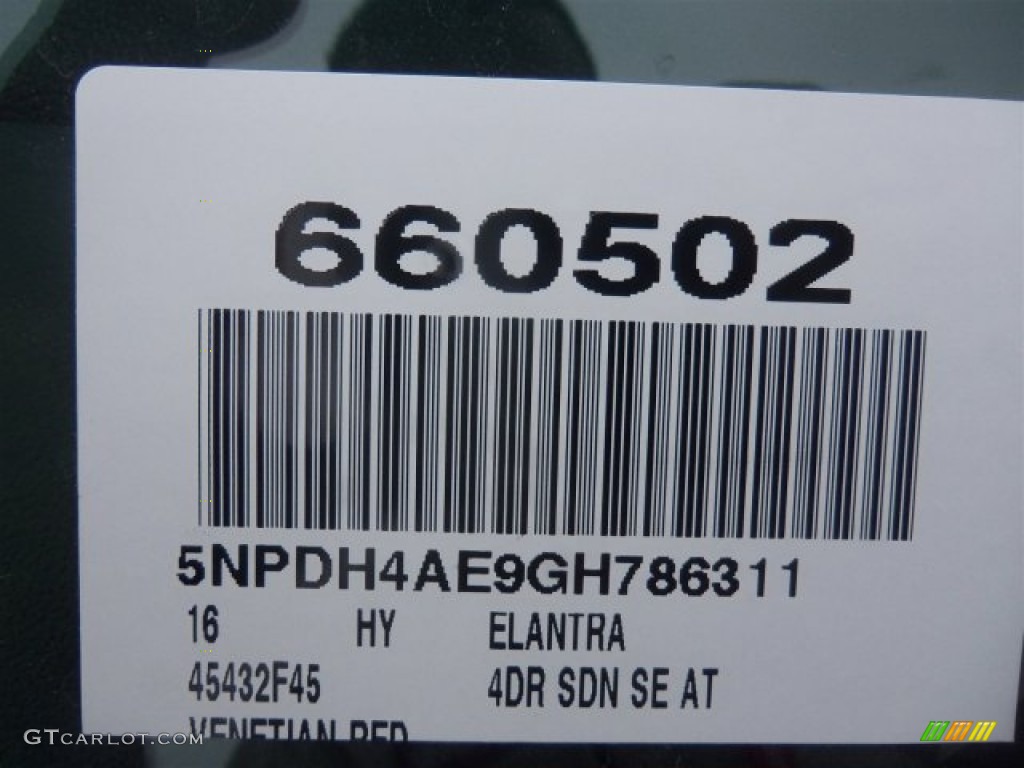 660502
5NPDH4AE9GH786311
16 HY ELANTRA
45432F45 4DR SDN SE AT
VENETIAN RED
GTCARLOT.COM